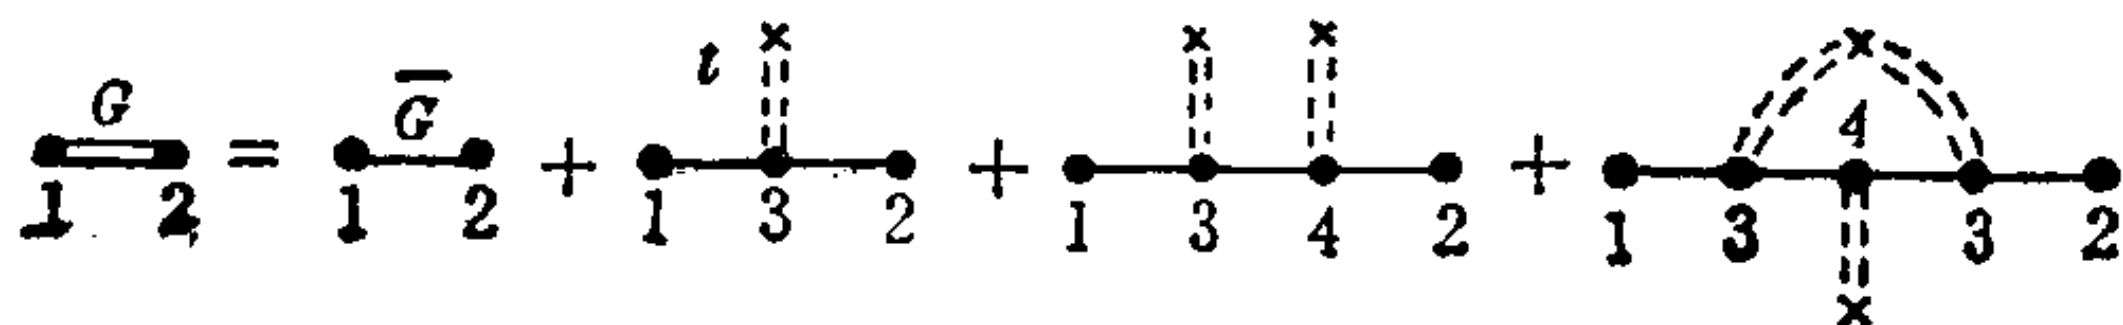 G = G̅ + t + +
1 2 1 2 1 3 2 1 3 4 2 1 3 4 3 2